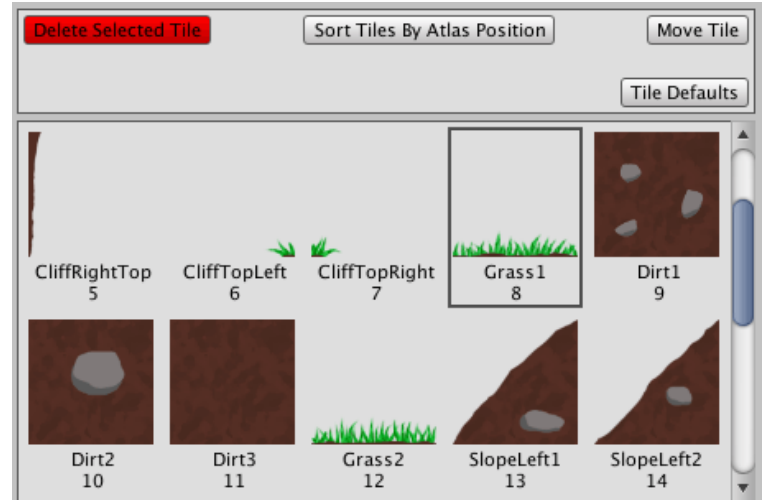 Delete Selected Tile
Sort Tiles By Atlas Position
Move Tile
Tile Defaults
CliffRightTop
5
CliffTopLeft
6
CliffTopRight
7
Grass1
8
Dirt1
9
Dirt2
10
Dirt3
11
Grass2
12
SlopeLeft1
13
SlopeLeft2
14